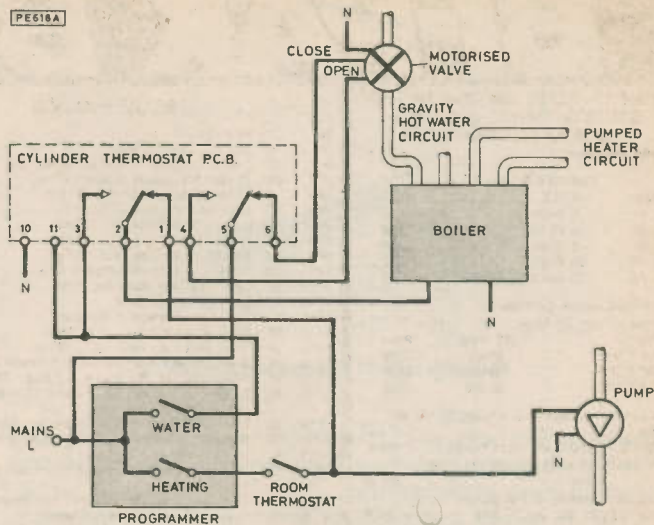 PE616A
N
CLOSE
OPEN
MOTORISED
VALVE
GRAVITY
HOT WATER
CIRCUIT
PUMPED
HEATER
CIRCUIT
CYLINDER THERMOSTAT P.C.B.
10 11 3 2 1 4 5 6
N
BOILER
N
MAINS
L
WATER
HEATING
PROGRAMMER
ROOM
THERMOSTAT
PUMP
N